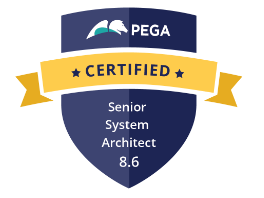 PEGA
CERTIFIED
Senior
System
Architect
8.6